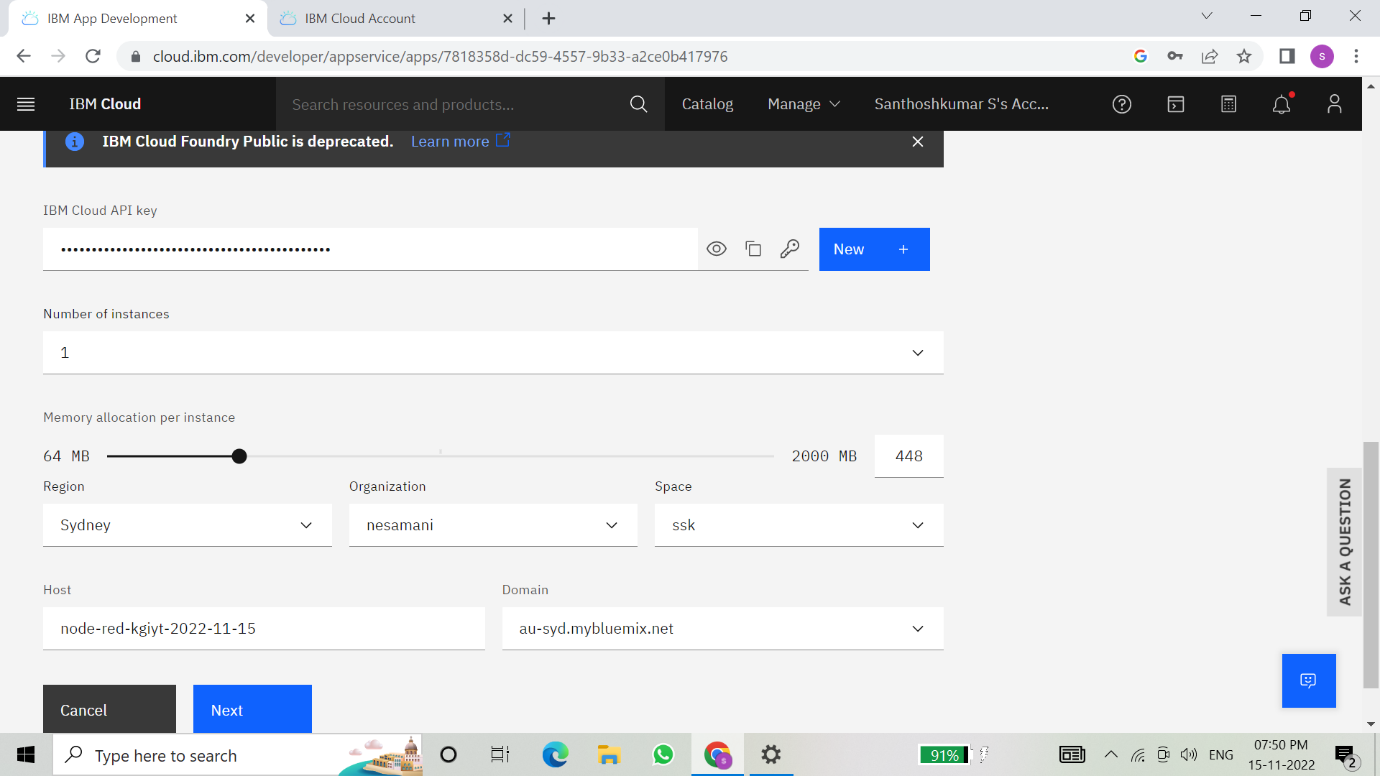 IBM App Development
IBM Cloud Account
cloud.ibm.com/developer/appservice/apps/7818358d-dc59-4557-9b33-a2ce0b417976
s
IBM Cloud
Search resources and products...
Catalog
Manage
Santhoshkumar S's Acc...
IBM Cloud Foundry Public is deprecated.
Learn more
IBM Cloud API key
••••••••••••••••••••••••••••••••••••••••••••
New +
Number of instances
1
Memory allocation per instance
64 MB
2000 MB
448
Region
Organization
Space
Sydney
nesamani
ssk
ASK A QUESTION
Host
Domain
node-red-kgiyt-2022-11-15
au-syd.mybluemix.net
Cancel
Next
Type here to search
s
91%
ENG
07:50 PM
15-11-2022
2